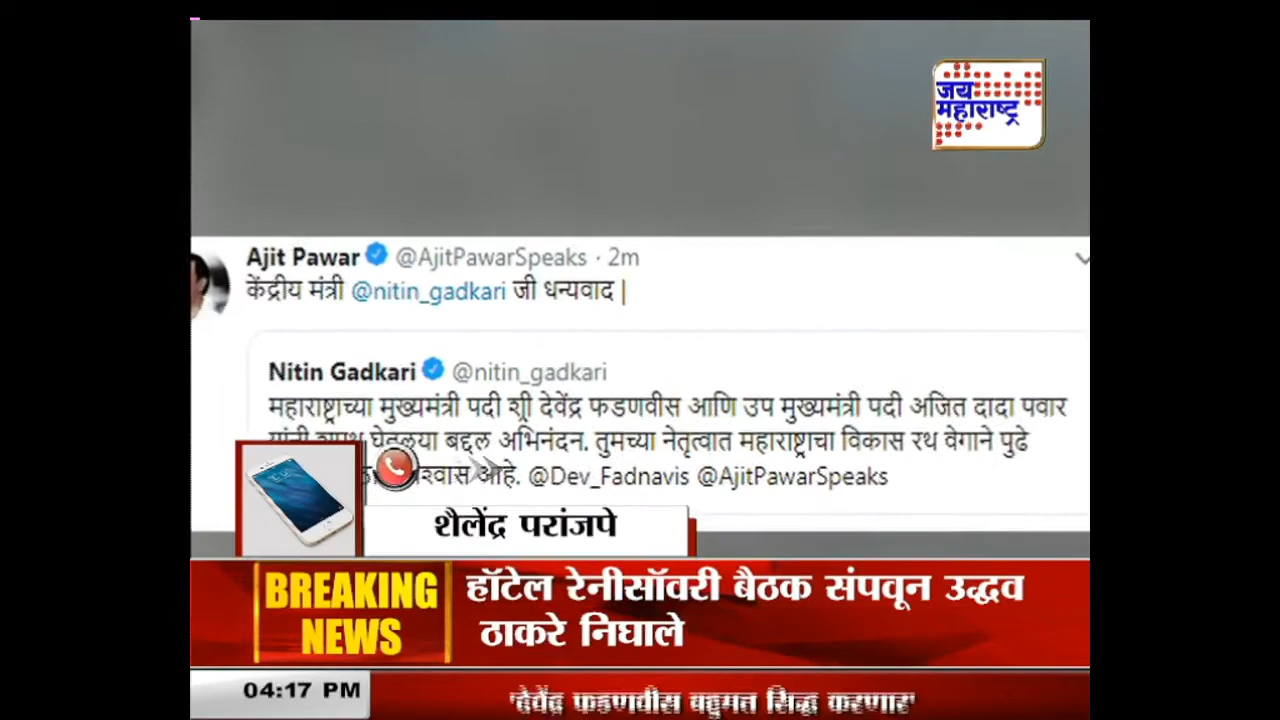 जय
महाराष्ट्र
Ajit Pawar @AjitPawarSpeaks · 2m
केंद्रीय मंत्री @nitin_gadkari जी धन्यवाद |
Nitin Gadkari @nitin_gadkari
महाराष्ट्राच्या मुख्यमंत्री पदी श्री देवेंद्र फडणवीस आणि उप मुख्यमंत्री पदी अजित दादा पवार
घेतलया बद्दल अभिनंदन. तुमच्या नेतृत्वात महाराष्ट्राचा विकास रथ वेगाने पुढे
आहे. @Dev_Fadnavis @AjitPawarSpeaks
शैलेंद्र परांजपे
BREAKING
NEWS
हॉटेल रेनीसॉवरी बैठक संपवून उद्धव
ठाकरे निघाले
04:17 PM
'देवेंद्र फडणवीस बहुमत सिद्ध करणार'